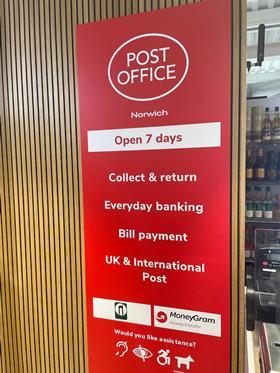 POST
OFFICE
Norwich
Open 7 days
Collect & return
Everyday banking
Bill payment
UK & International
Post
MoneyGram
money transfer
Would you like assistance?